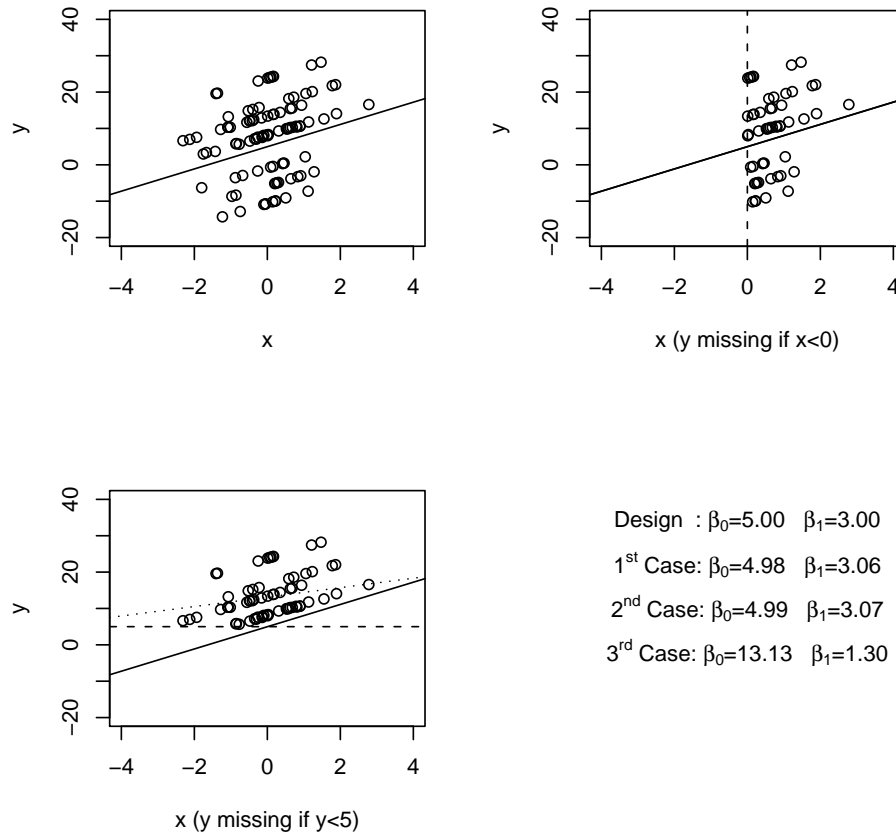 40
20
0
−20
y
−4 −2 0 2 4
x
40
20
0
−20
y
−4 −2 0 2 4
x (y missing if x<0)
40
20
0
−20
y
−4 −2 0 2 4
x (y missing if y<5)
Design : β₀=5.00 β₁=3.00
1ˢᵗ Case: β₀=4.98 β₁=3.06
2ⁿᵈ Case: β₀=4.99 β₁=3.07
3ʳᵈ Case: β₀=13.13 β₁=1.30